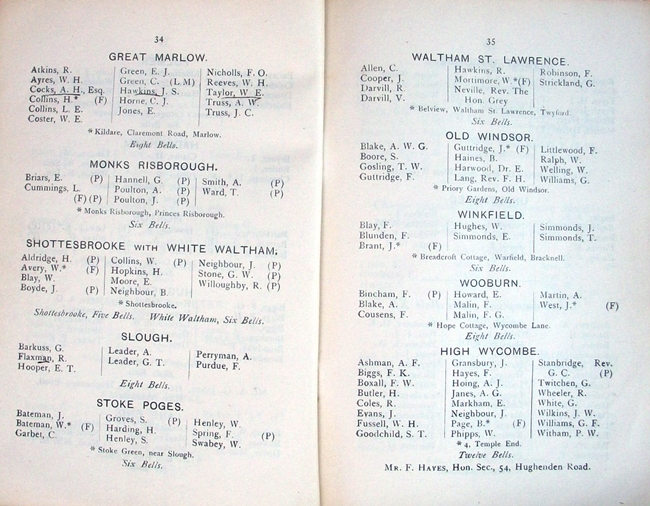 34
GREAT MARLOW.
Atkins, R.
Ayres, W. H.
Cocks, A. H., Esq.
Collins, H.* (F)
Collins, L. E.
Coster, W. E.
Green, E. J.
Green, C. (L M)
Hawkins, J. S.
Horne, C. J.
Jones, E.
Nicholls, F. O.
Reeves, W. H.
Taylor, W. E.
Truss, A. W.
Truss, J. C.
* Kildare, Claremont Road, Marlow.
Eight Bells.
MONKS RISBOROUGH.
Briars, E. (P)
Cummings, L.
(F) (P)
Hannell, G. (P)
Poulton, A. (P)
Poulton, J. (P)
Smith, A. (P)
Ward, T. (P)
* Monks Risborough, Princes Risborough.
Six Bells.
SHOTTESBROOKE WITH WHITE WALTHAM.
Aldridge, H. (P)
Avery, W.* (F)
Blay, W.
Boyde, J. (P)
Collins, W. (P)
Hopkins, H.
Moore, E.
Neighbour, B.
Neighbour, J. (P)
Stone, G. W. (P)
Willoughby, R. (P)
* Shottesbrooke.
Shottesbrooke, Five Bells. White Waltham, Six Bells.
SLOUGH.
Barkuss, G.
Flaxman, R.
Hooper, E. T.
Leader, A.
Leader, G. T.
Perryman, A.
Purdue, F.
Eight Bells.
STOKE POGES.
Bateman, J.
Bateman, W.* (F)
Garbet, C.
Groves, S. (P)
Harding, H.
Henley, S.
Henley, W.
Spring, F. (P)
Swabey, W.
* Stoke Green, near Slough.
Six Bells.
35
WALTHAM ST. LAWRENCE.
Allen, C.
Cooper, J.
Darvill, R.
Darvill, V.
Hawkins, R.
Mortimore, W.*(F)
Neville, Rev. The
Hon. Grey
Robinson, F.
Strickland, G.
* Belview, Waltham St. Lawrence, Twyford.
Six Bells.
OLD WINDSOR.
Blake, A. W. G.
Boore, S.
Gosling, T. W.
Guttridge, F.
Guttridge, J.* (F)
Haines, B.
Harwood, Dr. E.
Lang, Rev. F. H.
Littlewood, F.
Ralph, W.
Welling, W.
Williams, G.
* Priory Gardens, Old Windsor.
Eight Bells.
WINKFIELD.
Blay, F.
Blunden, F.
Brant, J.* (F)
Hughes, W.
Simmonds, E.
Simmonds, J.
Simmonds, T.
* Breadcroft Cottage, Warfield, Bracknell.
Six Bells.
WOOBURN.
Bincham, F. (P)
Blake, A.
Cousens, F.
Howard, E.
Malin, F.
Malin, F. G.
Martin, A.
West, J.* (F)
* Hope Cottage, Wycombe Lane.
Eight Bells.
HIGH WYCOMBE.
Ashman, A. F.
Biggs, F. K.
Boxall, F. W.
Butler, H.
Coles, R.
Evans, J.
Fussell, W. H.
Goodchild, S. T.
Gransbury, J.
Hayes, F.
Hoing, A. J.
Janes, A. G.
Markham, E.
Neighbour, J.
Page, B.* (F)
Phipps, W.
Stanbridge, Rev.
G. C. (P)
Twitchen, G.
Wheeler, R.
White, G.
Wilkins, J. W.
Williams, G. F.
Witham, P. W.
* 4, Temple End.
Twelve Bells.
MR. F. HAYES, HON. SEC., 54, HUGHENDEN ROAD.